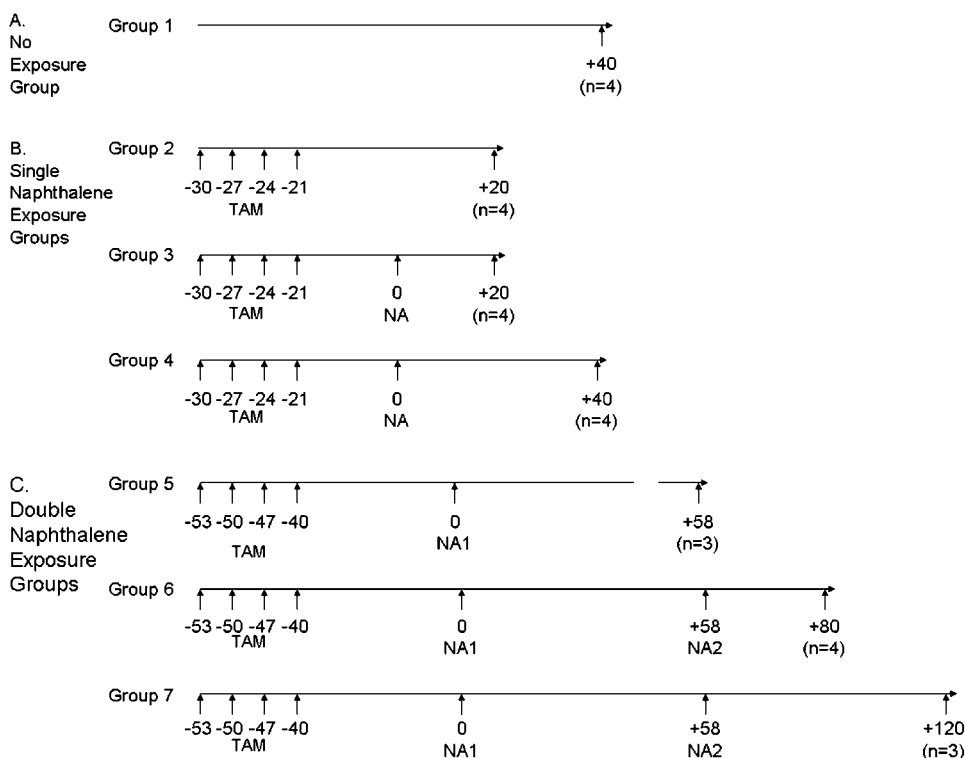 A.
No
Exposure
Group
Group 1
+40
(n=4)
B.
Single
Naphthalene
Exposure
Groups
Group 2
-30 -27 -24 -21 +20
TAM (n=4)
Group 3
-30 -27 -24 -21 0 +20
TAM NA (n=4)
Group 4
-30 -27 -24 -21 0 +40
TAM NA (n=4)
C.
Double
Naphthalene
Exposure
Groups
Group 5
-53 -50 -47 -40 0 +58
TAM NA1 (n=3)
Group 6
-53 -50 -47 -40 0 +58 +80
TAM NA1 NA2 (n=4)
Group 7
-53 -50 -47 -40 0 +58 +120
TAM NA1 NA2 (n=3)